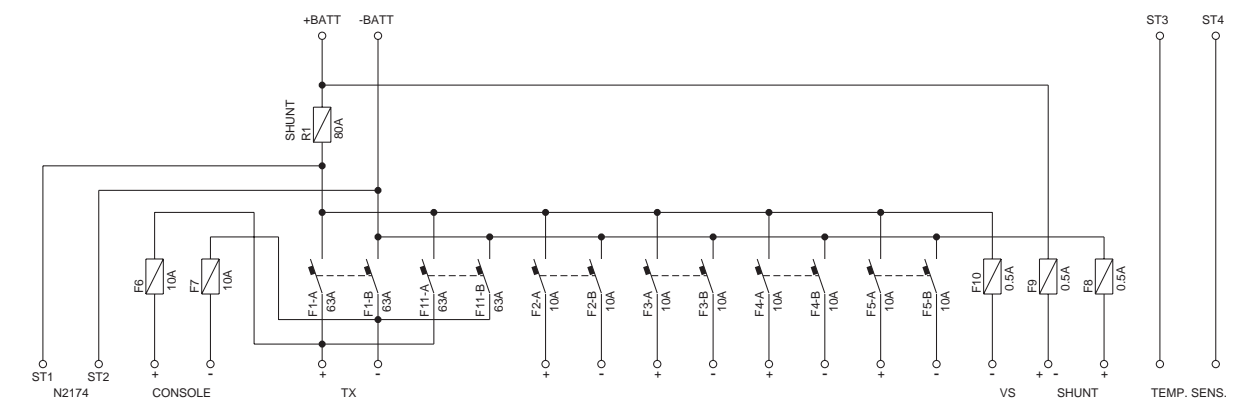 +BATT -BATT ST3 ST4
SHUNT
R1
80A
F6
10A
F7
10A
F1-A
63A
F1-B
63A
F11-A
63A
F11-B
63A
F2-A
10A
F2-B
10A
F3-A
10A
F3-B
10A
F4-A
10A
F4-B
10A
F5-A
10A
F5-B
10A
F10
0.5A
F9
0.5A
F8
0.5A
ST1 ST2 + - + - + - + - + - + - - + - +
N2174 CONSOLE TX VS SHUNT TEMP. SENS.